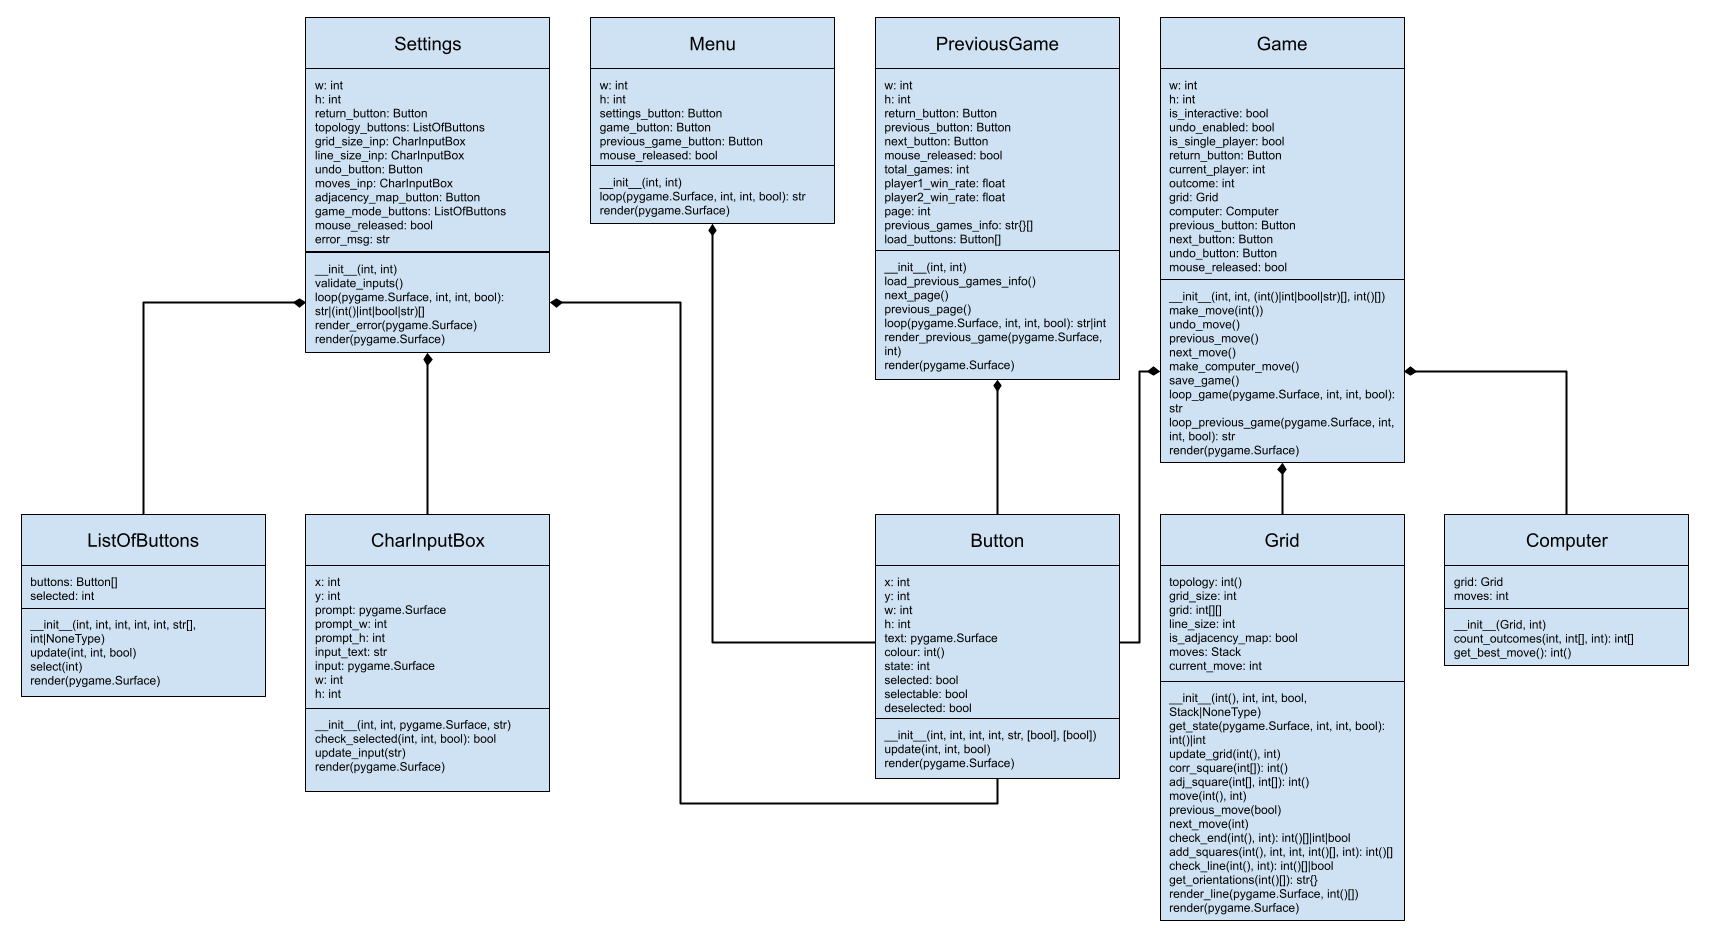 Settings
w: int
h: int
return_button: Button
topology_buttons: ListOfButtons
grid_size_inp: CharInputBox
line_size_inp: CharInputBox
undo_button: Button
moves_inp: CharInputBox
adjacency_map_button: Button
game_mode_buttons: ListOfButtons
mouse_released: bool
error_msg: str
__init__(int, int)
validate_inputs()
loop(pygame.Surface, int, int, bool):
str|(int()|int|bool|str)[]
render_error(pygame.Surface)
render(pygame.Surface)
Menu
w: int
h: int
settings_button: Button
game_button: Button
previous_game_button: Button
mouse_released: bool
__init__(int, int)
loop(pygame.Surface, int, int, bool): str
render(pygame.Surface)
PreviousGame
w: int
h: int
return_button: Button
previous_button: Button
next_button: Button
mouse_released: bool
total_games: int
player1_win_rate: float
player2_win_rate: float
page: int
previous_games_info: str{}[]
load_buttons: Button[]
__init__(int, int)
load_previous_games_info()
next_page()
previous_page()
loop(pygame.Surface, int, int, bool): str|int
render_previous_game(pygame.Surface,
int)
render(pygame.Surface)
Game
w: int
h: int
is_interactive: bool
undo_enabled: bool
is_single_player: bool
return_button: Button
current_player: int
outcome: int
grid: Grid
computer: Computer
previous_button: Button
next_button: Button
undo_button: Button
mouse_released: bool
__init__(int, int, (int()|int|bool|str)[], int()[])
make_move(int())
undo_move()
previous_move()
next_move()
make_computer_move()
save_game()
loop_game(pygame.Surface, int, int, bool):
str
loop_previous_game(pygame.Surface, int,
int, bool): str
render(pygame.Surface)
ListOfButtons
buttons: Button[]
selected: int
__init__(int, int, int, int, int, str[],
int|NoneType)
update(int, int, bool)
select(int)
render(pygame.Surface)
CharInputBox
x: int
y: int
prompt: pygame.Surface
prompt_w: int
prompt_h: int
input_text: str
input: pygame.Surface
w: int
h: int
__init__(int, int, pygame.Surface, str)
check_selected(int, int, bool): bool
update_input(str)
render(pygame.Surface)
Button
x: int
y: int
w: int
h: int
text: pygame.Surface
colour: int()
state: int
selected: bool
selectable: bool
deselected: bool
__init__(int, int, int, int, str, [bool], [bool])
update(int, int, bool)
render(pygame.Surface)
Grid
topology: int()
grid_size: int
grid: int[][]
line_size: int
is_adjacency_map: bool
moves: Stack
current_move: int
__init__(int(), int, int, bool,
Stack|NoneType)
get_state(pygame.Surface, int, int, bool):
int()|int
update_grid(int(), int)
corr_square(int[]): int()
adj_square(int[], int[]): int()
move(int(), int)
previous_move(bool)
next_move(int)
check_end(int(), int): int()[]|int|bool
add_squares(int(), int, int, int()[], int): int()[]
check_line(int(), int): int()[]|bool
get_orientations(int()[]): str{}
render_line(pygame.Surface, int()[])
render(pygame.Surface)
Computer
grid: Grid
moves: int
__init__(Grid, int)
count_outcomes(int, int[], int): int[]
get_best_move(): int()